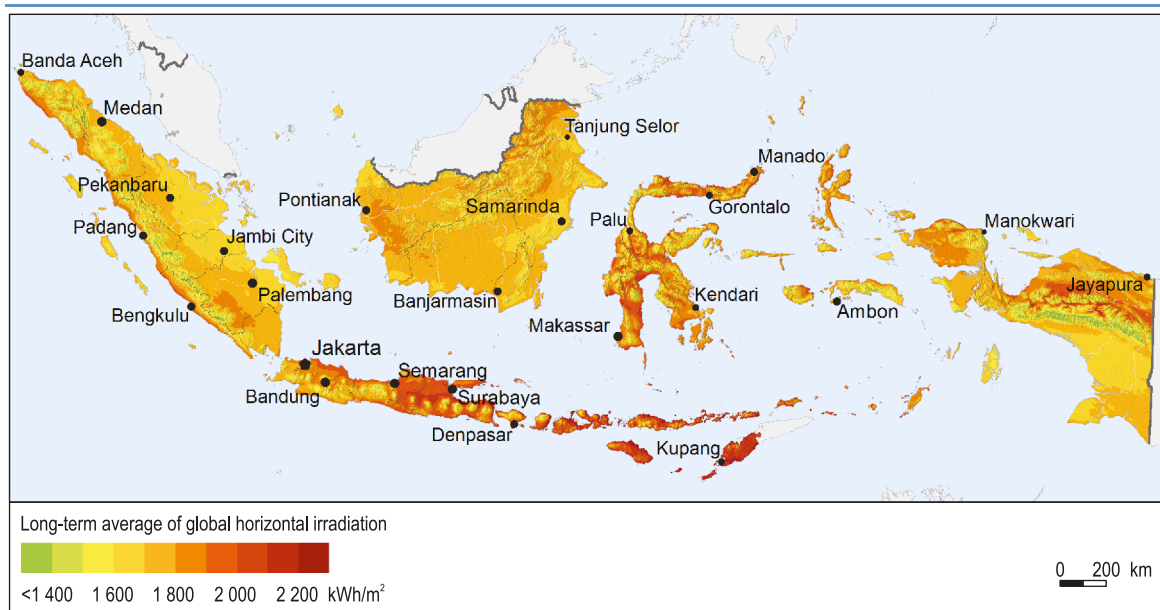 Banda Aceh
Medan
Tanjung Selor
Manado
Pekanbaru
Pontianak
Samarinda
Gorontalo
Palu
Manokwari
Padang
Jambi City
Jayapura
Palembang
Banjarmasin
Kendari
Bengkulu
Ambon
Makassar
Jakarta
Semarang
Bandung
Surabaya
Denpasar
Kupang
Long-term average of global horizontal irradiation
<1 400 1 600 1 800 2 000 2 200 kWh/m²
0 200 km